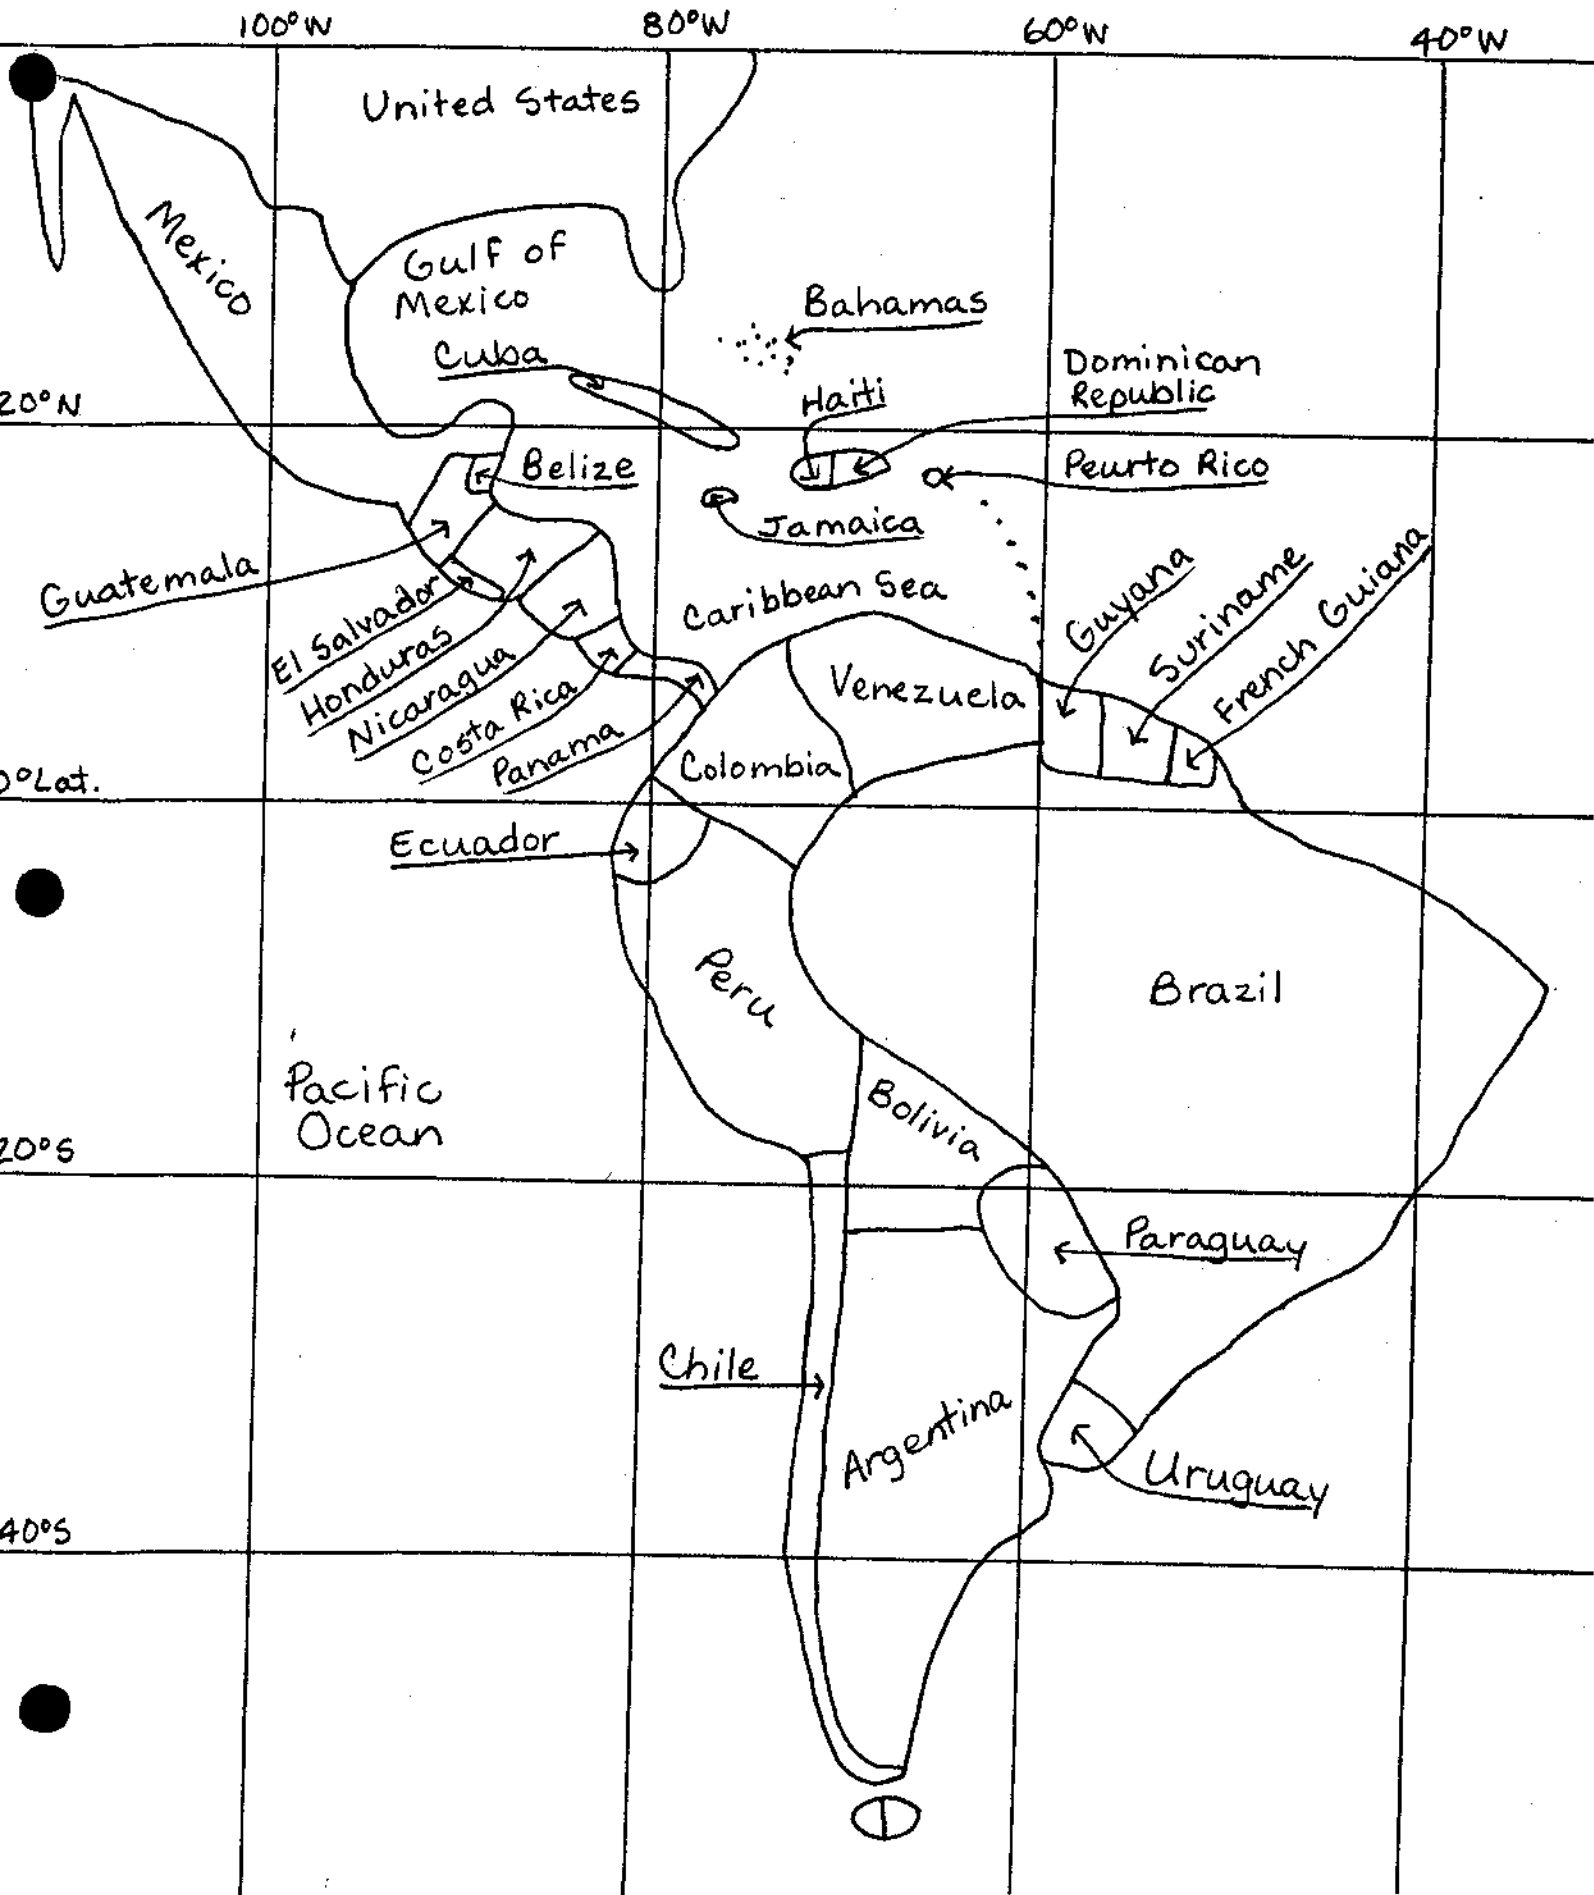 100°W
80°W
60°W
40°W
United States
Mexico
Gulf of
Mexico
Bahamas
Cuba
Haiti
Dominican
Republic
20°N
Belize
Peurto Rico
Jamaica
Guatemala
El Salvador
Honduras
Nicaragua
Costa Rica
Panama
Caribbean Sea
Guyana
Suriname
French Guiana
Venezuela
Colombia
0°Lat.
Ecuador
Peru
Brazil
Pacific
Ocean
Bolivia
20°S
Paraguay
Chile
Argentina
Uruguay
40°S